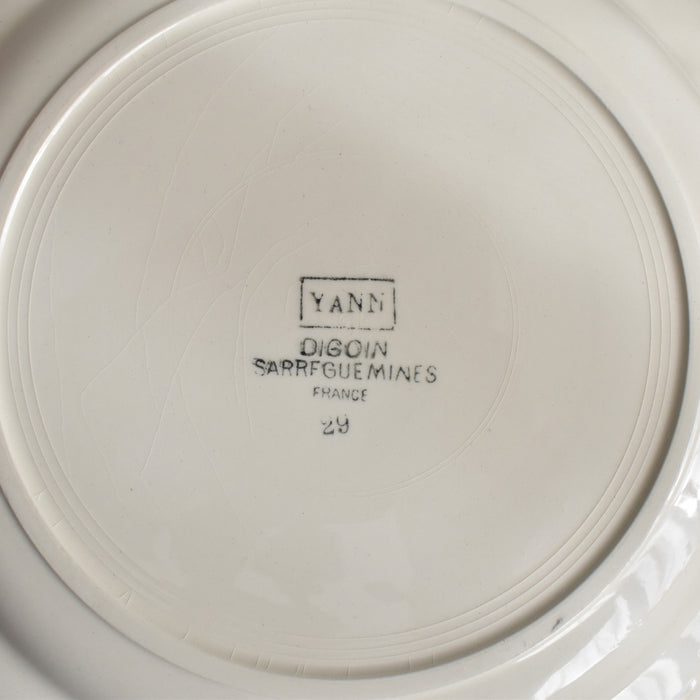 YANN
DIGOIN
SARREGUEMINES
FRANCE
29